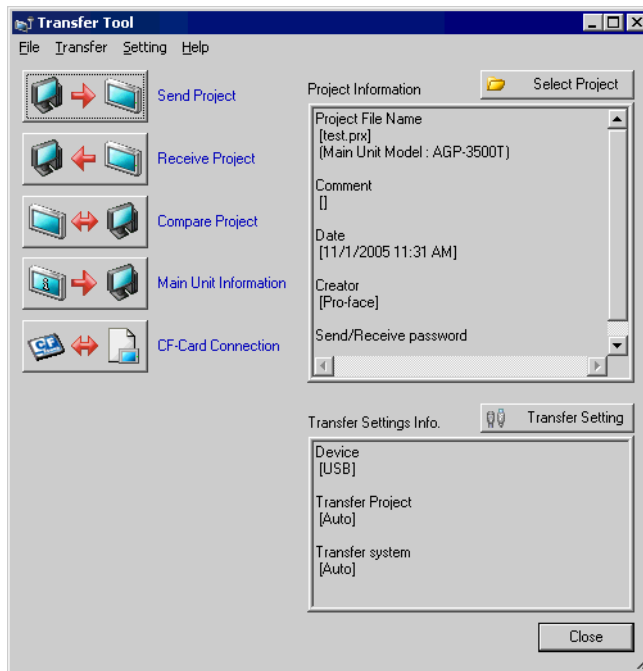 Transfer Tool
File Transfer Setting Help
Send Project
Receive Project
Compare Project
Main Unit Information
CF
CF-Card Connection
Project Information
Select Project
Project File Name
[test.prx]
(Main Unit Model : AGP-3500T)
Comment
[]
Date
[11/1/2005 11:31 AM]
Creator
[Pro-face]
Send/Receive password
Transfer Settings Info.
Transfer Setting
Device
[USB]
Transfer Project
[Auto]
Transfer system
[Auto]
Close